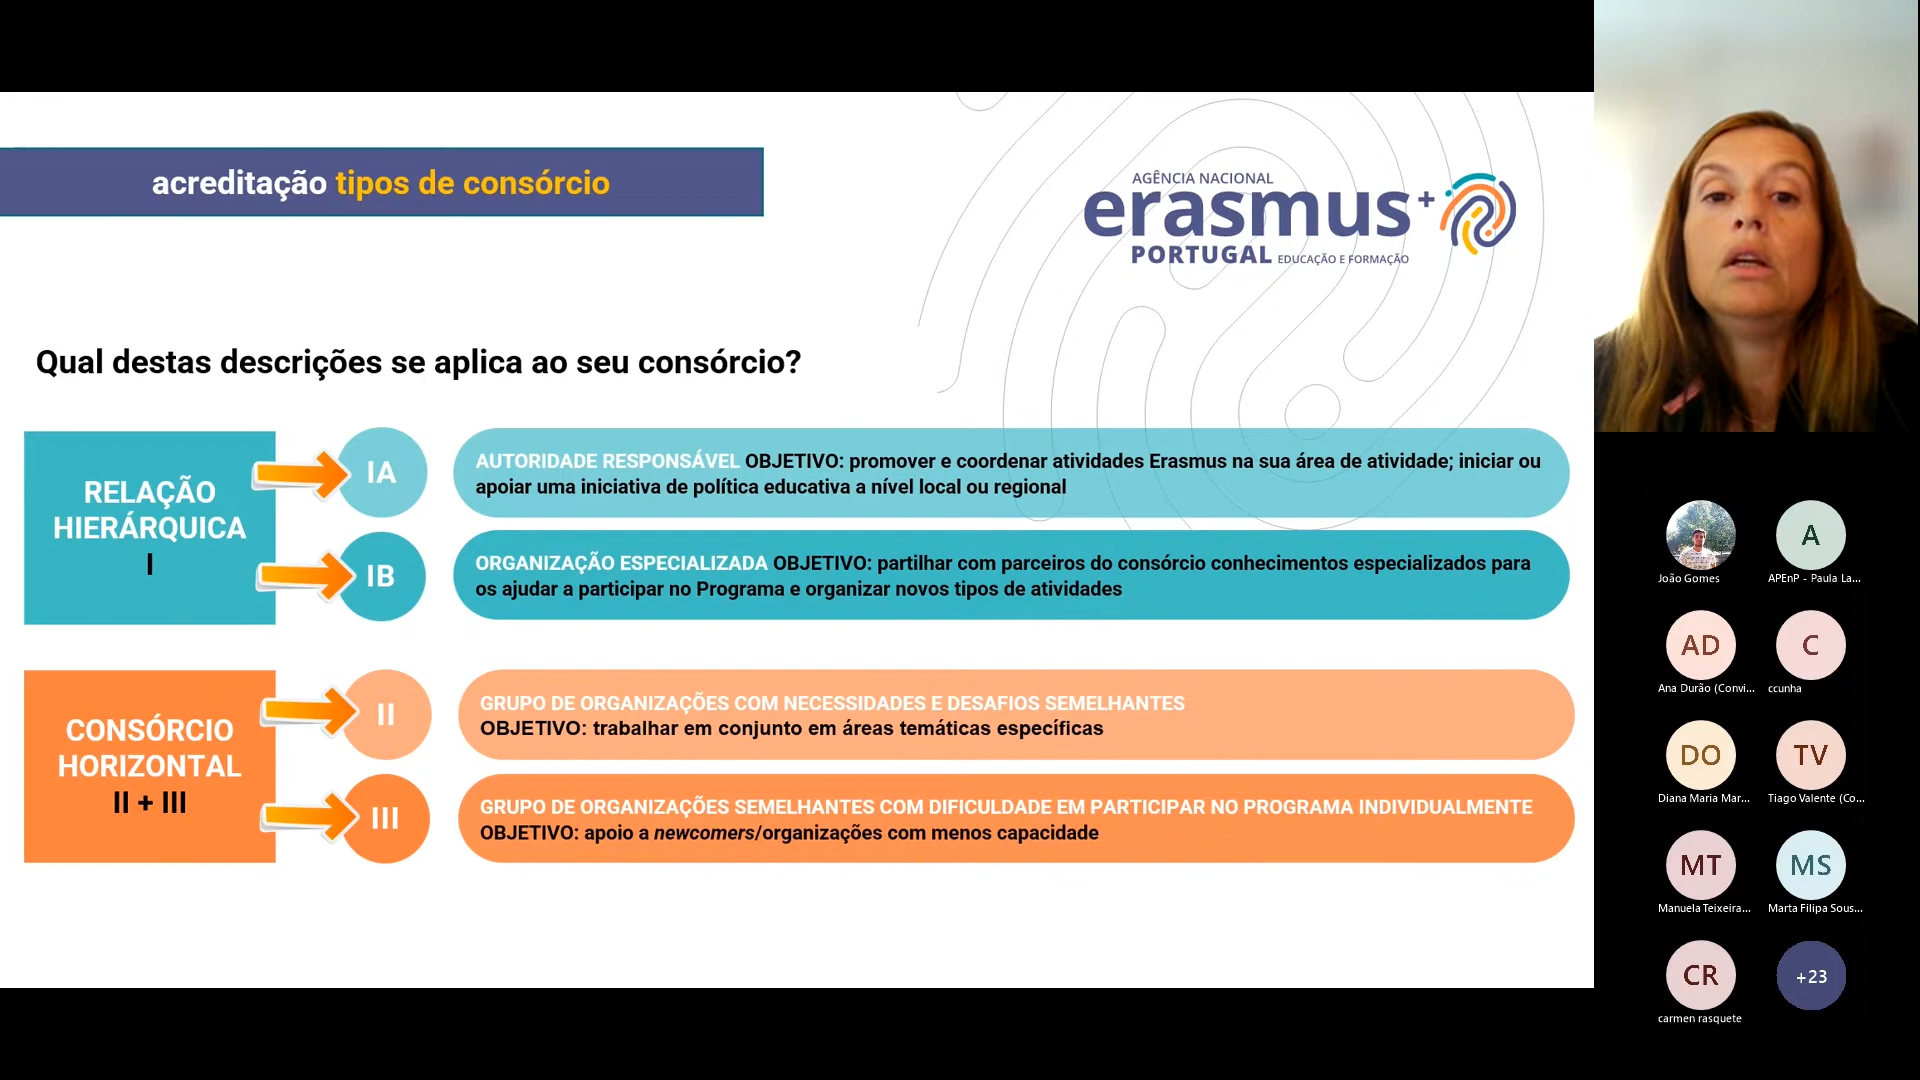 acreditação tipos de consórcio
AGÊNCIA NACIONAL
erasmus+
PORTUGAL EDUCAÇÃO E FORMAÇÃO
Qual destas descrições se aplica ao seu consórcio?
RELAÇÃO
HIERÁRQUICA
I
IA
AUTORIDADE RESPONSÁVEL OBJETIVO: promover e coordenar atividades Erasmus na sua área de atividade; iniciar ou
apoiar uma iniciativa de política educativa a nível local ou regional
IB
ORGANIZAÇÃO ESPECIALIZADA OBJETIVO: partilhar com parceiros do consórcio conhecimentos especializados para
os ajudar a participar no Programa e organizar novos tipos de atividades
CONSÓRCIO
HORIZONTAL
II + III
II
GRUPO DE ORGANIZAÇÕES COM NECESSIDADES E DESAFIOS SEMELHANTES
OBJETIVO: trabalhar em conjunto em áreas temáticas específicas
III
GRUPO DE ORGANIZAÇÕES SEMELHANTES COM DIFICULDADE EM PARTICIPAR NO PROGRAMA INDIVIDUALMENTE
OBJETIVO: apoio a newcomers/organizações com menos capacidade
João Gomes
A
APEnP - Paula La...
AD
Ana Durão (Convi...
C
ccunha
DO
Diana Maria Mar...
TV
Tiago Valente (Co...
MT
Manuela Teixeira...
MS
Marta Filipa Sous...
CR
carmen rasquete
+23